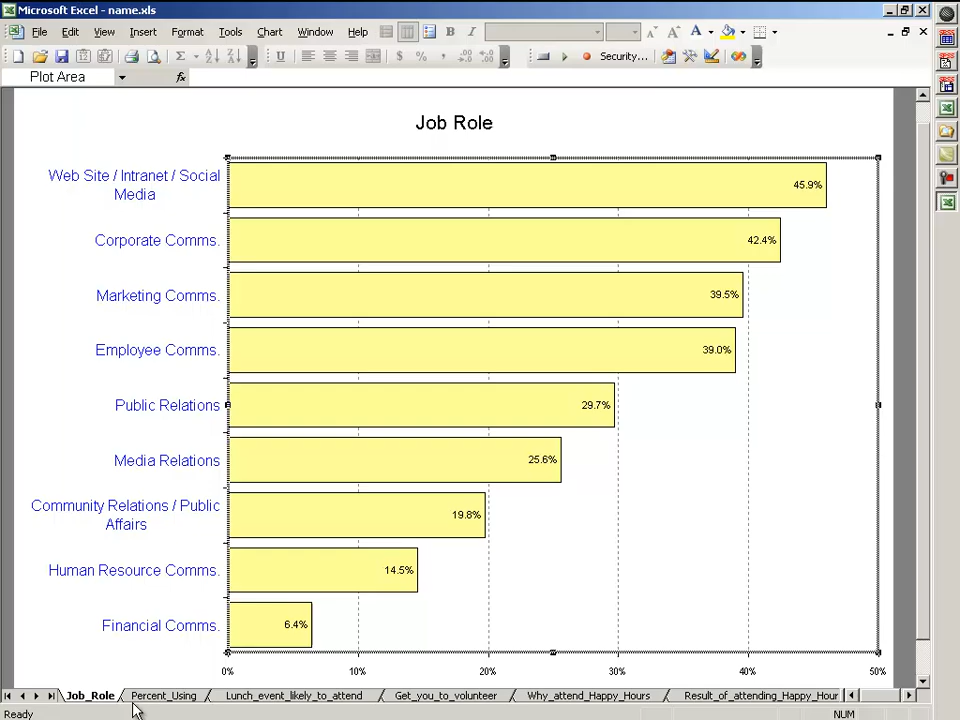 Microsoft Excel - name.xls
File Edit View Insert Format Tools Chart Window Help
Security...
Plot Area
Job Role
Web Site / Intranet / Social
Media
45.9%
Corporate Comms.
42.4%
Marketing Comms.
39.5%
Employee Comms.
39.0%
Public Relations
29.7%
Media Relations
25.6%
Community Relations / Public
Affairs
19.8%
Human Resource Comms.
14.5%
Financial Comms.
6.4%
0% 10% 20% 30% 40% 50%
Job_Role Percent_Using Lunch_event_likely_to_attend Get_you_to_volunteer Why_attend_Happy_Hours Result_of_attending_Happy_Hour
Ready NUM